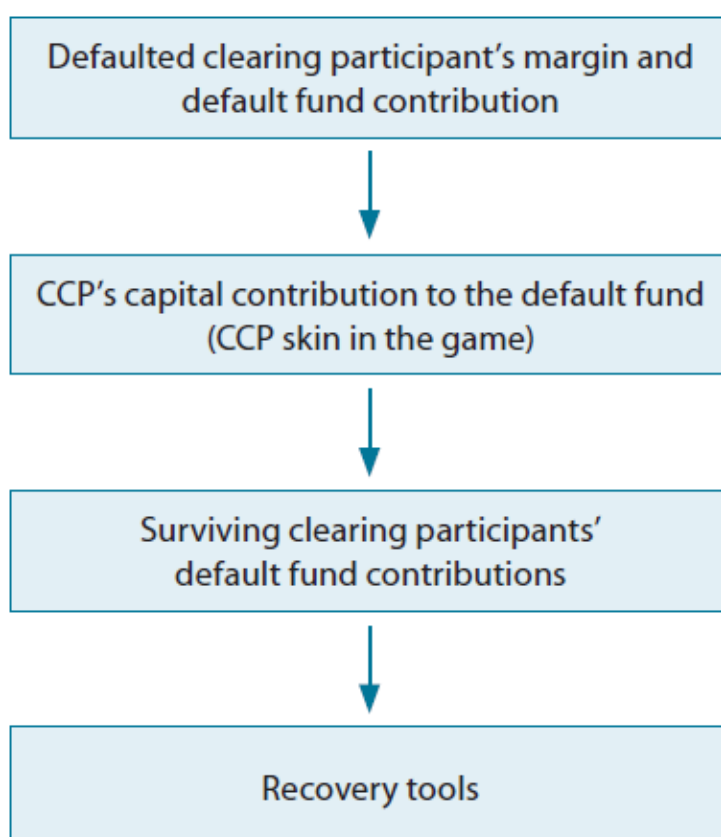 Defaulted clearing participant’s margin and
default fund contribution
CCP’s capital contribution to the default fund
(CCP skin in the game)
Surviving clearing participants’
default fund contributions
Recovery tools